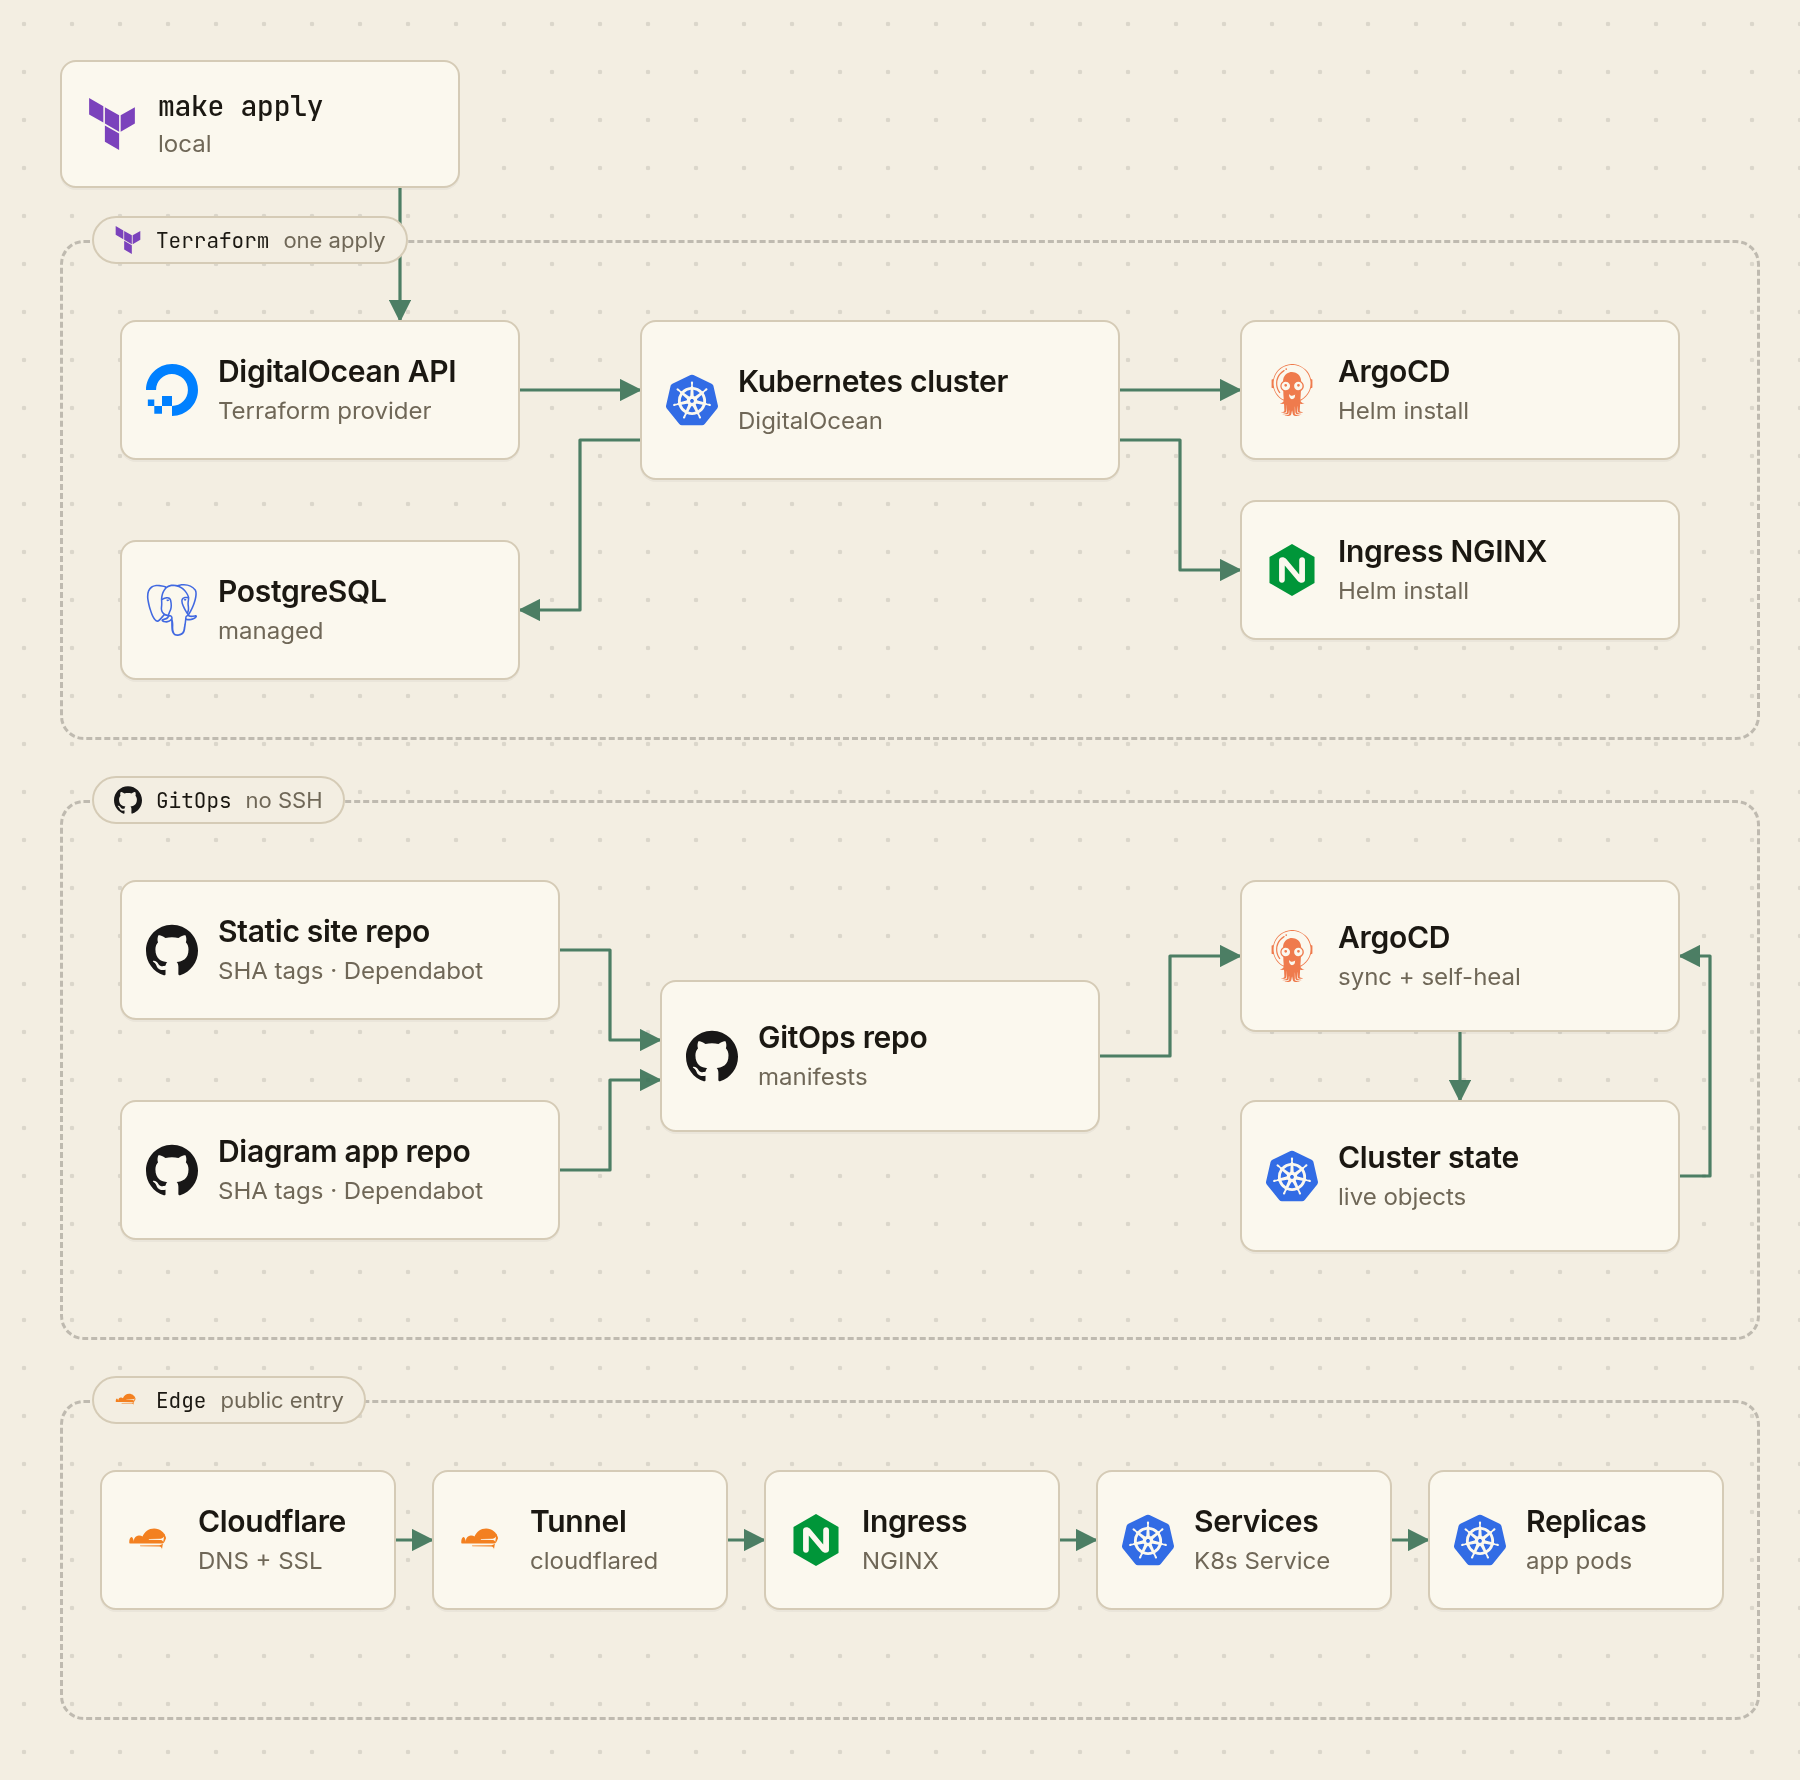 make apply
local
Terraform one apply
DigitalOcean API
Terraform provider
Kubernetes cluster
DigitalOcean
ArgoCD
Helm install
PostgreSQL
managed
Ingress NGINX
Helm install
GitOps no SSH
Static site repo
SHA tags · Dependabot
Diagram app repo
SHA tags · Dependabot
GitOps repo
manifests
ArgoCD
sync + self-heal
Cluster state
live objects
Edge public entry
Cloudflare
DNS + SSL
Tunnel
cloudflared
Ingress
NGINX
Services
K8s Service
Replicas
app pods